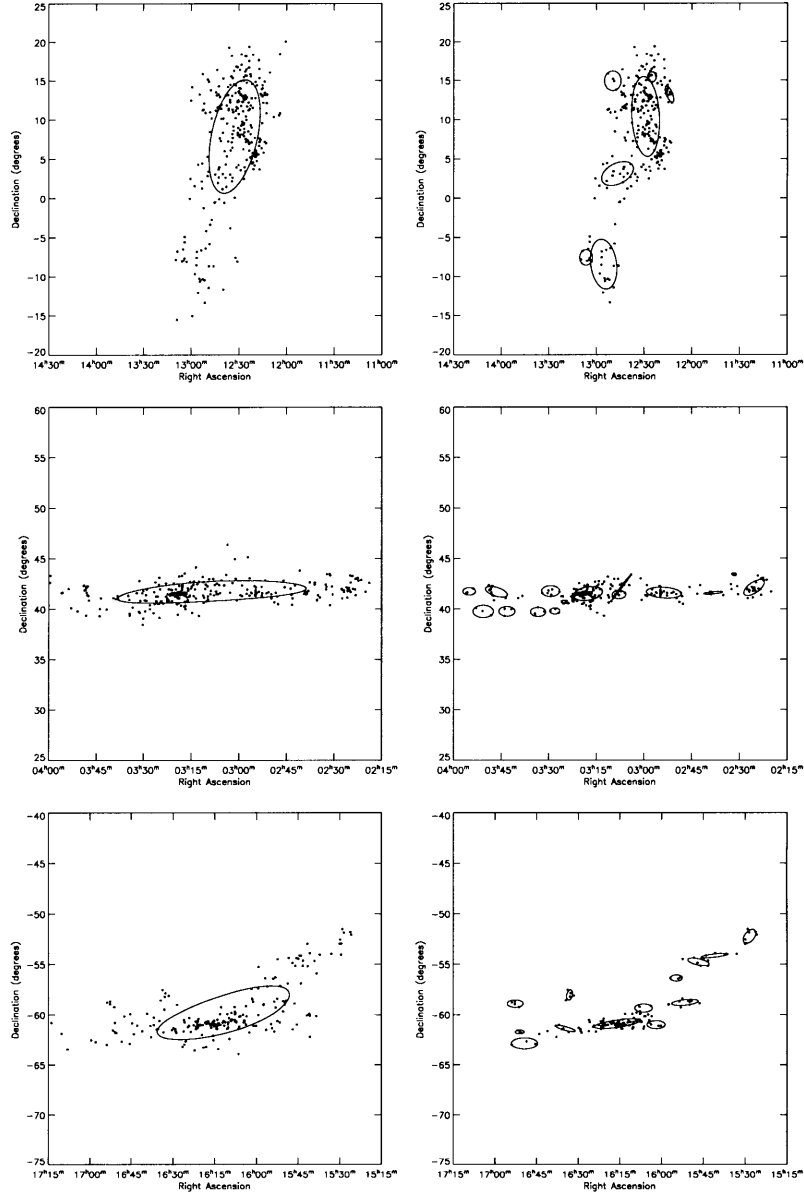 25
20
15
10
5
0
−5
−10
−15
−20
Declination (degrees)
14ʰ30ᵐ 14ʰ00ᵐ 13ʰ30ᵐ 13ʰ00ᵐ 12ʰ30ᵐ 12ʰ00ᵐ 11ʰ30ᵐ 11ʰ00ᵐ
Right Ascension
25
20
15
10
5
0
−5
−10
−15
−20
Declination (degrees)
14ʰ30ᵐ 14ʰ00ᵐ 13ʰ30ᵐ 13ʰ00ᵐ 12ʰ30ᵐ 12ʰ00ᵐ 11ʰ30ᵐ 11ʰ00ᵐ
Right Ascension
60
55
50
45
40
35
30
25
Declination (degrees)
04ʰ00ᵐ 03ʰ45ᵐ 03ʰ30ᵐ 03ʰ15ᵐ 03ʰ00ᵐ 02ʰ45ᵐ 02ʰ30ᵐ 02ʰ15ᵐ
Right Ascension
60
55
50
45
40
35
30
25
Declination (degrees)
04ʰ00ᵐ 03ʰ45ᵐ 03ʰ30ᵐ 03ʰ15ᵐ 03ʰ00ᵐ 02ʰ45ᵐ 02ʰ30ᵐ 02ʰ15ᵐ
Right Ascension
−40
−45
−50
−55
−60
−65
−70
−75
Declination (degrees)
17ʰ15ᵐ 17ʰ00ᵐ 16ʰ45ᵐ 16ʰ30ᵐ 16ʰ15ᵐ 16ʰ00ᵐ 15ʰ45ᵐ 15ʰ30ᵐ 15ʰ15ᵐ
Right Ascension
−40
−45
−50
−55
−60
−65
−70
−75
Declination (degrees)
17ʰ15ᵐ 17ʰ00ᵐ 16ʰ45ᵐ 16ʰ30ᵐ 16ʰ15ᵐ 16ʰ00ᵐ 15ʰ45ᵐ 15ʰ30ᵐ 15ʰ15ᵐ
Right Ascension